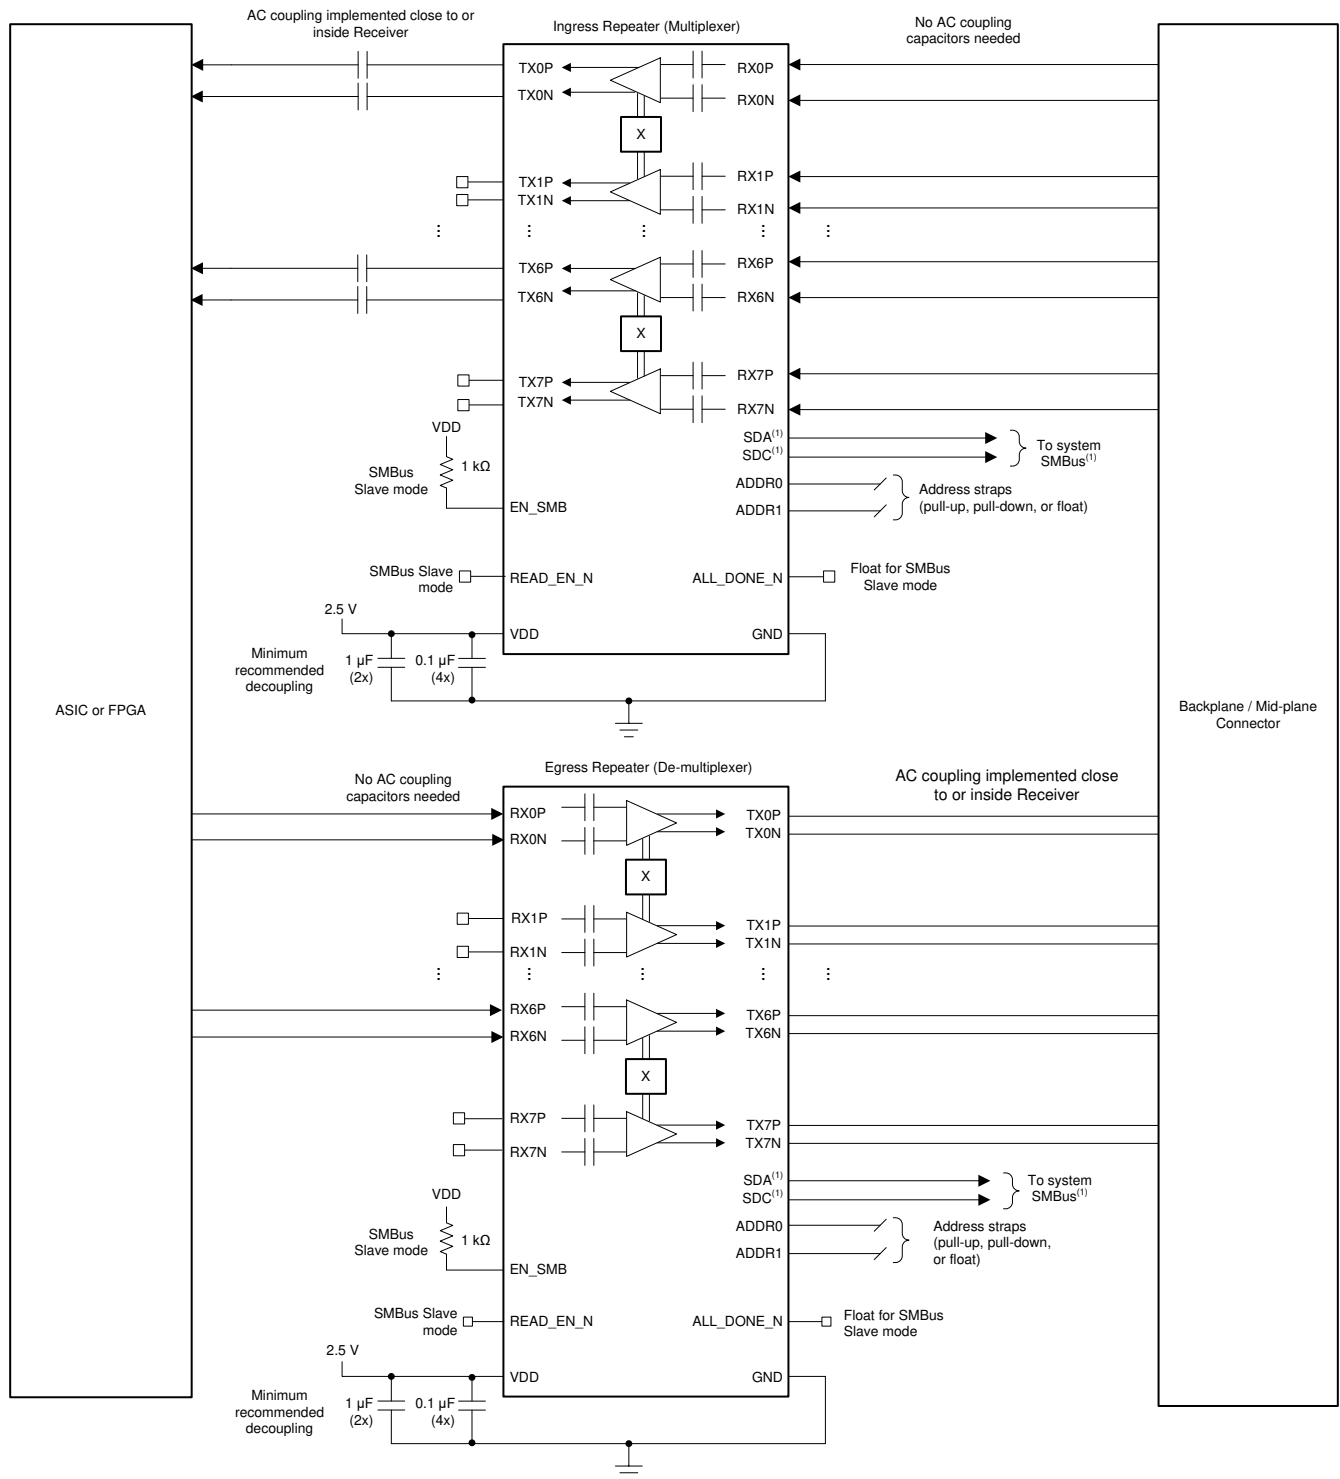 AC coupling implemented close to or
inside Receiver
Ingress Repeater (Multiplexer)
No AC coupling
capacitors needed
TX0P
RX0P
TX0N
RX0N
X
TX1P
RX1P
TX1N
RX1N
TX6P
RX6P
TX6N
RX6N
X
TX7P
RX7P
TX7N
RX7N
VDD
1 kΩ
SMBus
Slave mode
EN_SMB
SDA(1)
SDC(1)
To system
SMBus(1)
ADDR0
ADDR1
Address straps
(pull-up, pull-down, or float)
SMBus Slave
mode
READ_EN_N
ALL_DONE_N
Float for SMBus
Slave mode
2.5 V
VDD
GND
Minimum
recommended
decoupling
1 µF
(2x)
0.1 µF
(4x)
ASIC or FPGA
Backplane / Mid-plane
Connector
Egress Repeater (De-multiplexer)
No AC coupling
capacitors needed
AC coupling implemented close
to or inside Receiver
RX0P
TX0P
RX0N
TX0N
X
RX1P
TX1P
RX1N
TX1N
RX6P
TX6P
RX6N
TX6N
X
RX7P
TX7P
RX7N
TX7N
VDD
1 kΩ
SMBus
Slave mode
EN_SMB
SDA(1)
SDC(1)
To system
SMBus(1)
ADDR0
ADDR1
Address straps
(pull-up, pull-down,
or float)
SMBus Slave
mode
READ_EN_N
ALL_DONE_N
Float for SMBus
Slave mode
2.5 V
VDD
GND
Minimum
recommended
decoupling
1 µF
(2x)
0.1 µF
(4x)